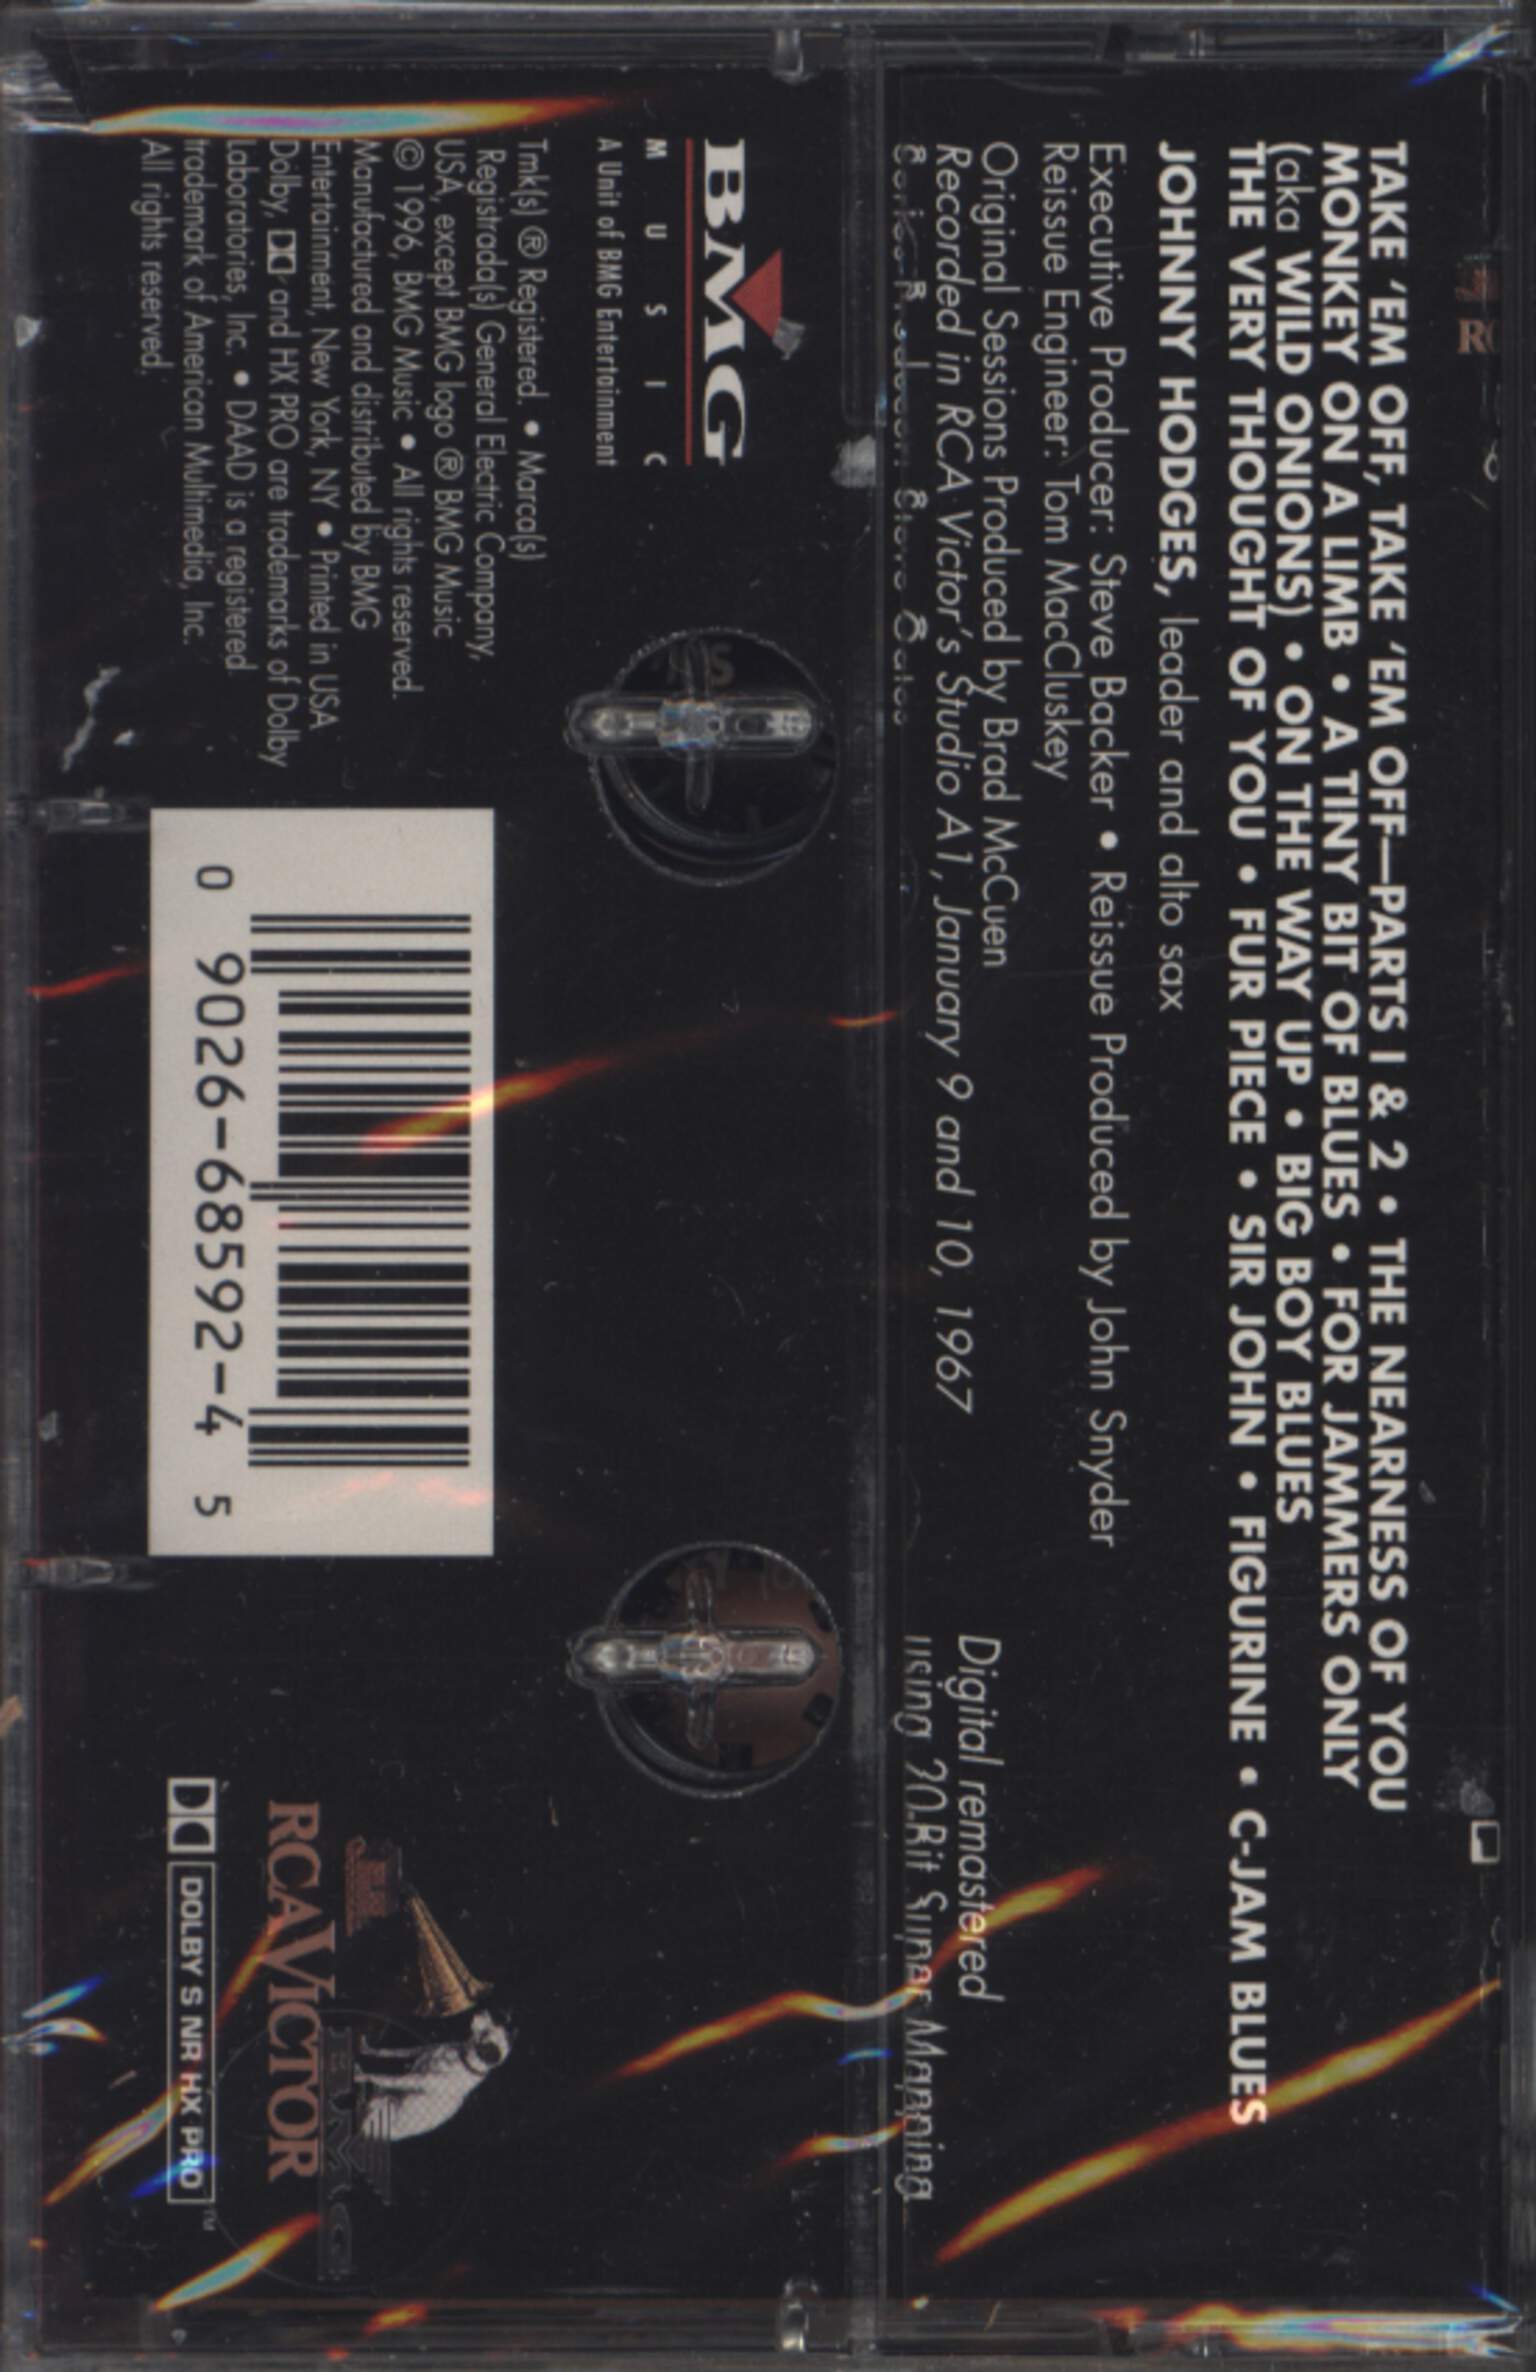 TAKE 'EM OFF, TAKE 'EM OFF—PARTS 1 & 2 • THE NEARNESS OF YOU
MONKEY ON A LIMB • A TINY BIT OF BLUES • FOR JAMMERS ONLY
(aka WILD ONIONS) • ON THE WAY UP • BIG BOY BLUES
THE VERY THOUGHT OF YOU • FUR PIECE • SIR JOHN • FIGURINE • C-JAM BLUES
JOHNNY HODGES, leader and alto sax
Executive Producer: Steve Backer • Reissue Produced by John Snyder
Reissue Engineer: Tom MacCluskey
Original Sessions Produced by Brad McCuen
Recorded in RCA Victor's Studio A1, January 9 and 10, 1967
Digital remastered
using 20-Bit Super Mapping
BMG
MUSIC
A Unit of BMG Entertainment
Tmk(s) ® Registered. • Marca(s)
Registrada(s) General Electric Company,
USA, except BMG logo ® BMG Music
© 1996, BMG Music • All rights reserved.
Manufactured and distributed by BMG
Entertainment, New York, NY • Printed in USA
Dolby, and HX PRO are trademarks of Dolby
Laboratories, Inc. • DAAD is a registered
trademark of American Multimedia, Inc.
All rights reserved.
0 9026-68592-4 5
RCA VICTOR
DOLBY S NR HX PRO™